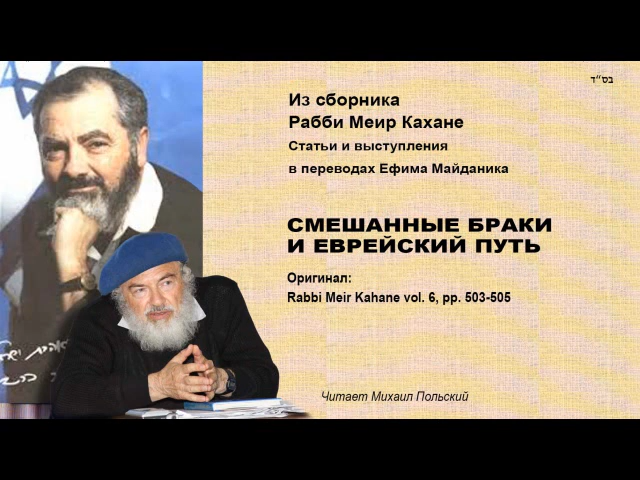 בס"ד
Из сборника
Рабби Меир Кахане
Статьи и выступления
в переводах Ефима Майданика
СМЕШАННЫЕ БРАКИ
И ЕВРЕЙСКИЙ ПУТЬ
Оригинал:
Rabbi Meir Kahane vol. 6, pp. 503-505
Читает Михаил Польский